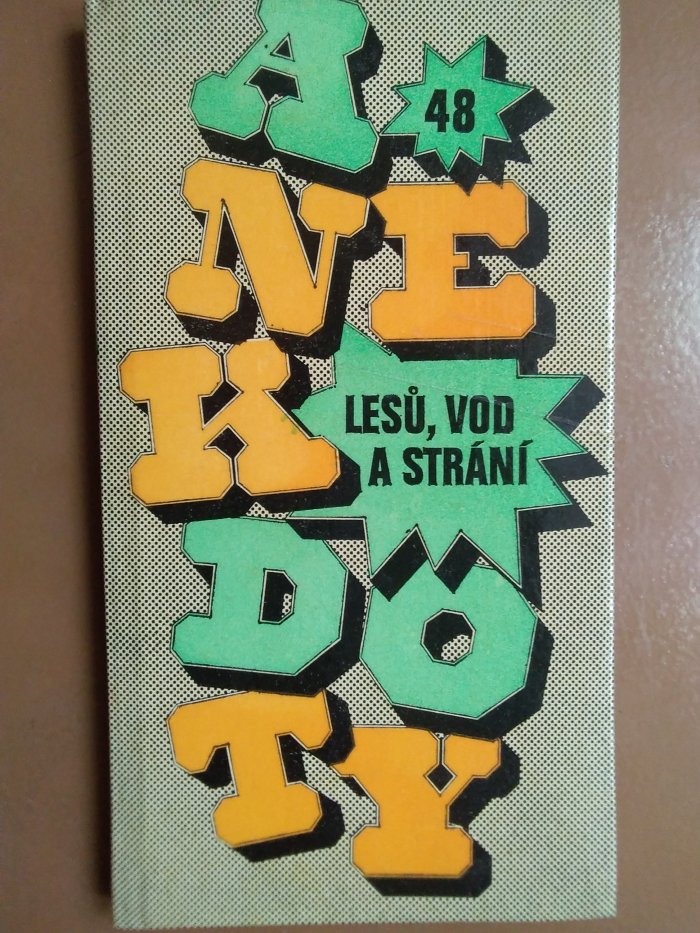 A
48
NE
K
LESŮ, VOD
A STRÁNÍ
DO
TY